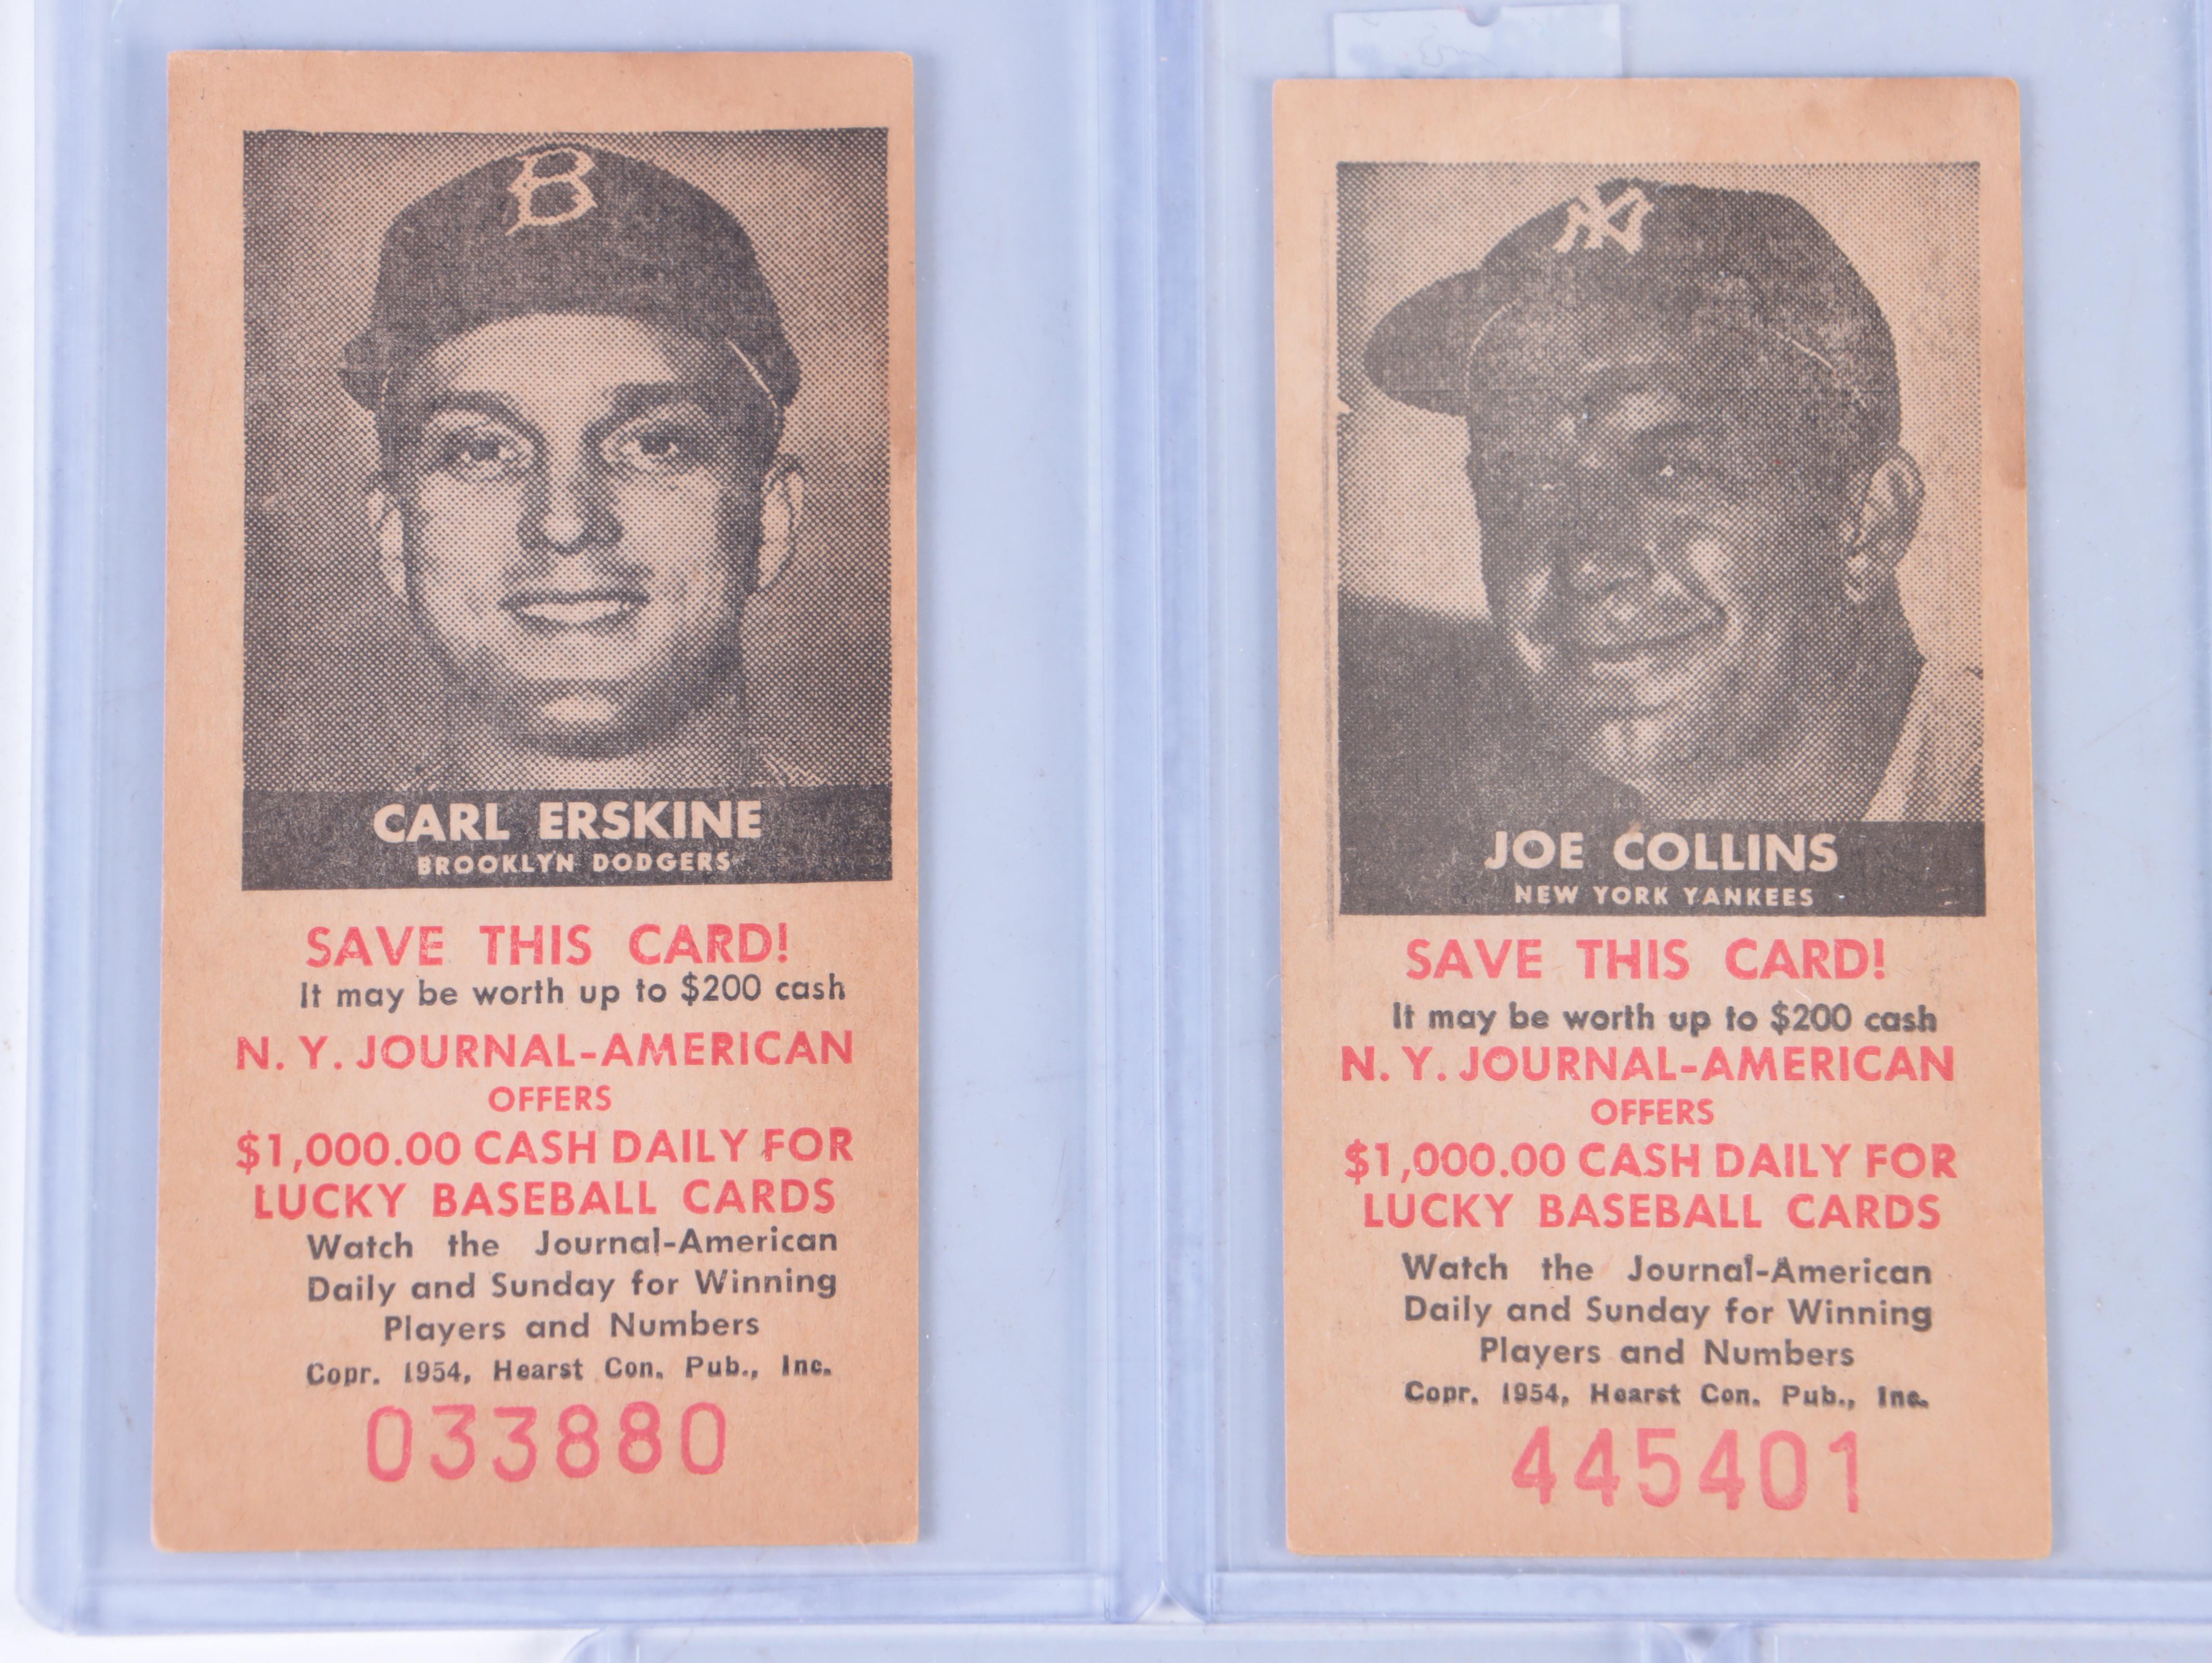 B
CARL ERSKINE
BROOKLYN DODGERS
SAVE THIS CARD!
It may be worth up to $200 cash
N. Y. JOURNAL-AMERICAN
OFFERS
$1,000.00 CASH DAILY FOR
LUCKY BASEBALL CARDS
Watch the Journal-American
Daily and Sunday for Winning
Players and Numbers
Copr. 1954, Hearst Con. Pub., Inc.
033880
NY
JOE COLLINS
NEW YORK YANKEES
SAVE THIS CARD!
It may be worth up to $200 cash
N. Y. JOURNAL-AMERICAN
OFFERS
$1,000.00 CASH DAILY FOR
LUCKY BASEBALL CARDS
Watch the Journal-American
Daily and Sunday for Winning
Players and Numbers
Copr. 1954, Hearst Con. Pub., Inc.
445401